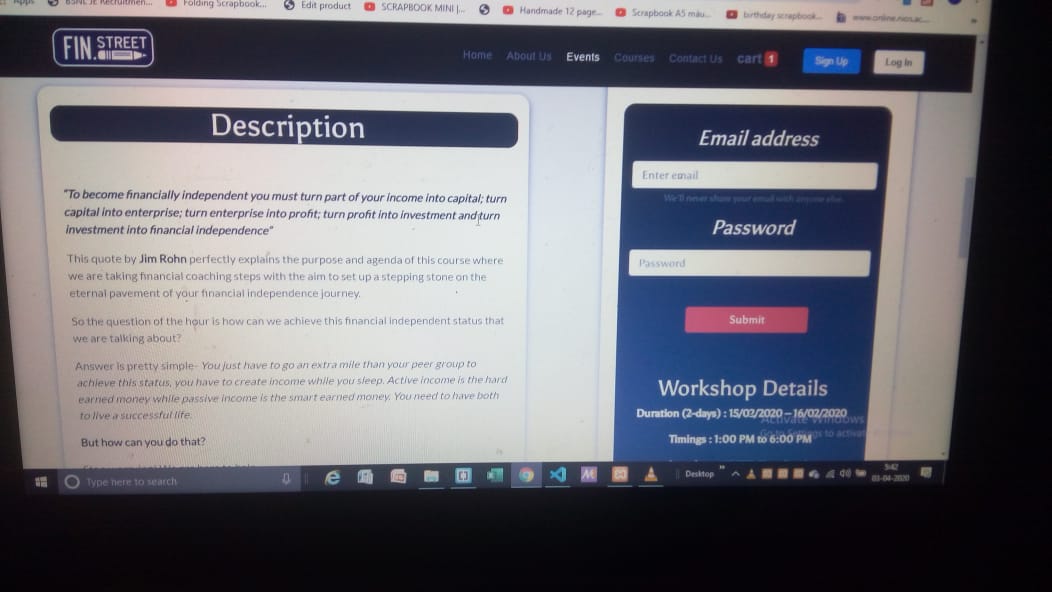 Apps
BSNL JE Recruitmen...
Folding Scrapbook...
Edit product
SCRAPBOOK MINI |...
Handmade 12 page...
Scrapbook A5 màu...
birthday scrapbook...
www.online.nios.ac...
»
FIN.
STREET
Home
About Us
Events
Courses
Contact Us
cart 1
Sign Up
Log In
Description
"To become financially independent you must turn part of your income into capital; turn
capital into enterprise; turn enterprise into profit; turn profit into investment and turn
investment into financial independence"
This quote by Jim Rohn perfectly explains the purpose and agenda of this course where
we are taking financial coaching steps with the aim to set up a stepping stone on the
eternal pavement of your financial independence journey.
So the question of the hour is how can we achieve this financial independent status that
we are talking about?
Answer is pretty simple- You just have to go an extra mile than your peer group to
achieve this status, you have to create income while you sleep. Active income is the hard
earned money while passive income is the smart earned money. You need to have both
to live a successful life.
But how can you do that?
Email address
Enter email
We'll never share your email with anyone else.
Password
Password
Submit
Workshop Details
Duration (2-days) : 15/02/2020 – 16/02/2020
Timings : 1:00 PM to 6:00 PM
Activate Windows
Go to Settings to activate
Type here to search
Desktop
»
5:42
03-04-2020